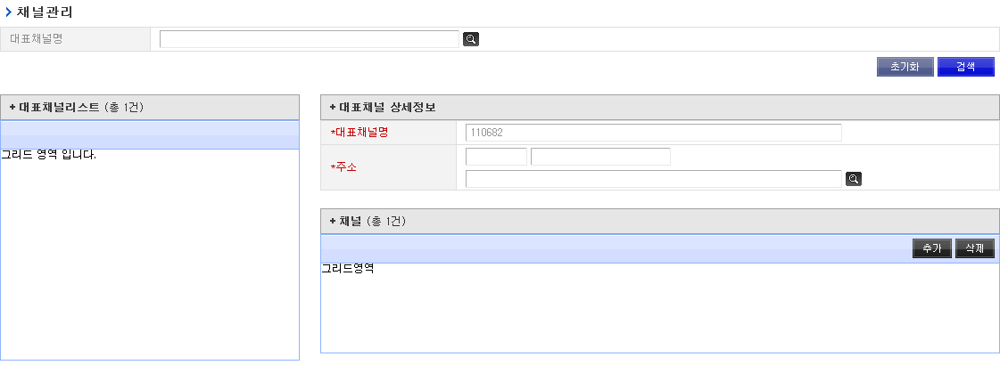 채널관리
대표채널명
초기화 검색
+ 대표채널리스트 (총 1건)
그리드 영역 입니다.
+ 대표채널 상세정보
*대표채널명 110682
*주소
+ 채널 (총 1건)
추가 삭제
그리드영역